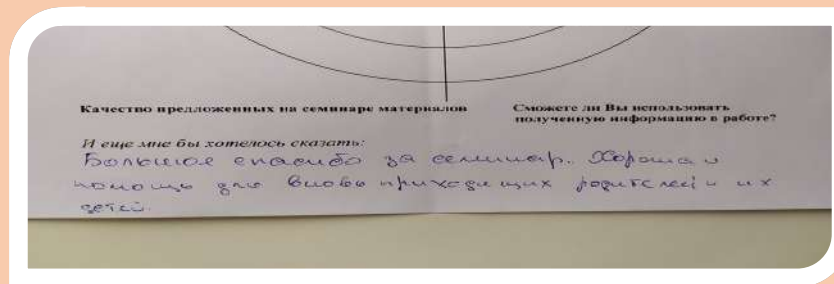 Качество предложенных на семинаре материалов
Сможете ли Вы использовать
полученную информацию в работе?
И еще мне бы хотелось сказать:
Большое спасибо за семинар. Хорошая
помощь для вновь приходящих родителей и их
детей.